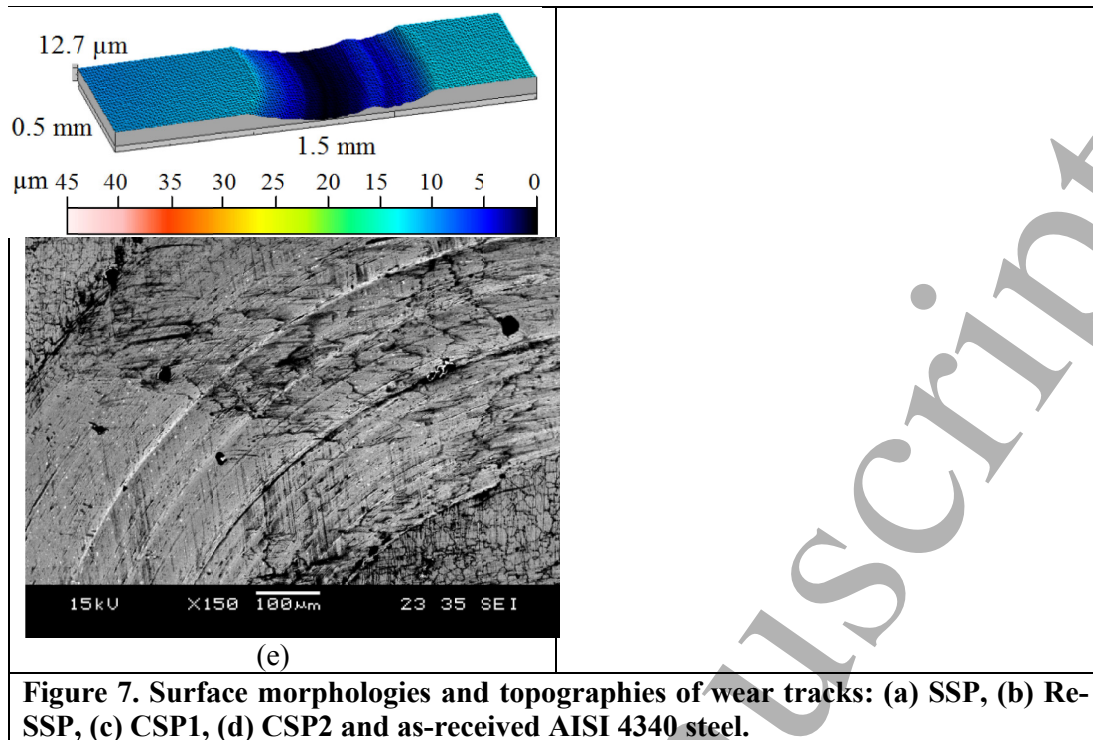 12.7 µm
0.5 mm
1.5 mm
µm 45 40 35 30 25 20 15 10 5 0
15kV X150 100µm 23 35 SEI
(e)
Figure 7. Surface morphologies and topographies of wear tracks: (a) SSP, (b) Re-
SSP, (c) CSP1, (d) CSP2 and as-received AISI 4340 steel.
uscript